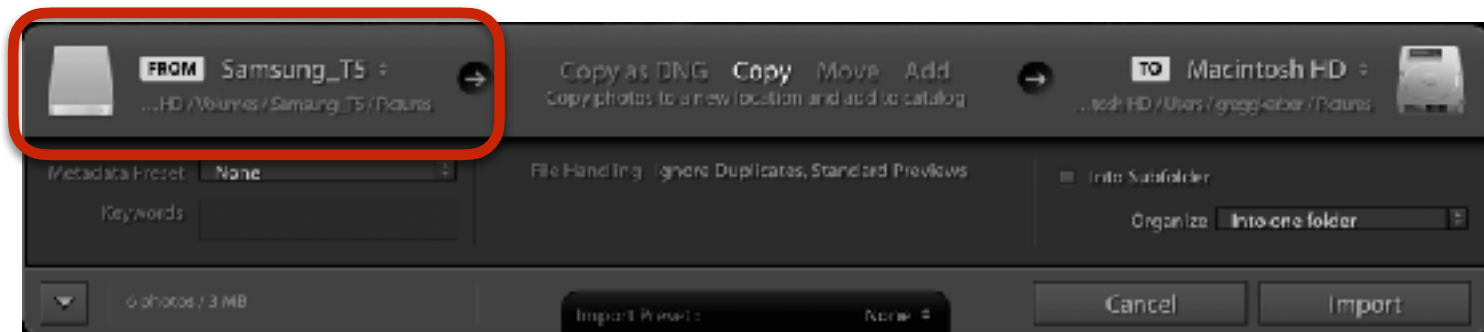 FROM Samsung_T5
...HD / Volumes / Samsung_T5 / Pictures
Copy as DNG Copy Move Add
Copy photos to a new location and add to catalog
TO Macintosh HD
...tosh HD / Users / / Pictures
Metadata Preset None
Keywords
File Handling Ignore Duplicates, Standard Previews
Into Subfolder
Organize Into one folder
6 photos / 3 MB
Import Preset : None
Cancel
Import